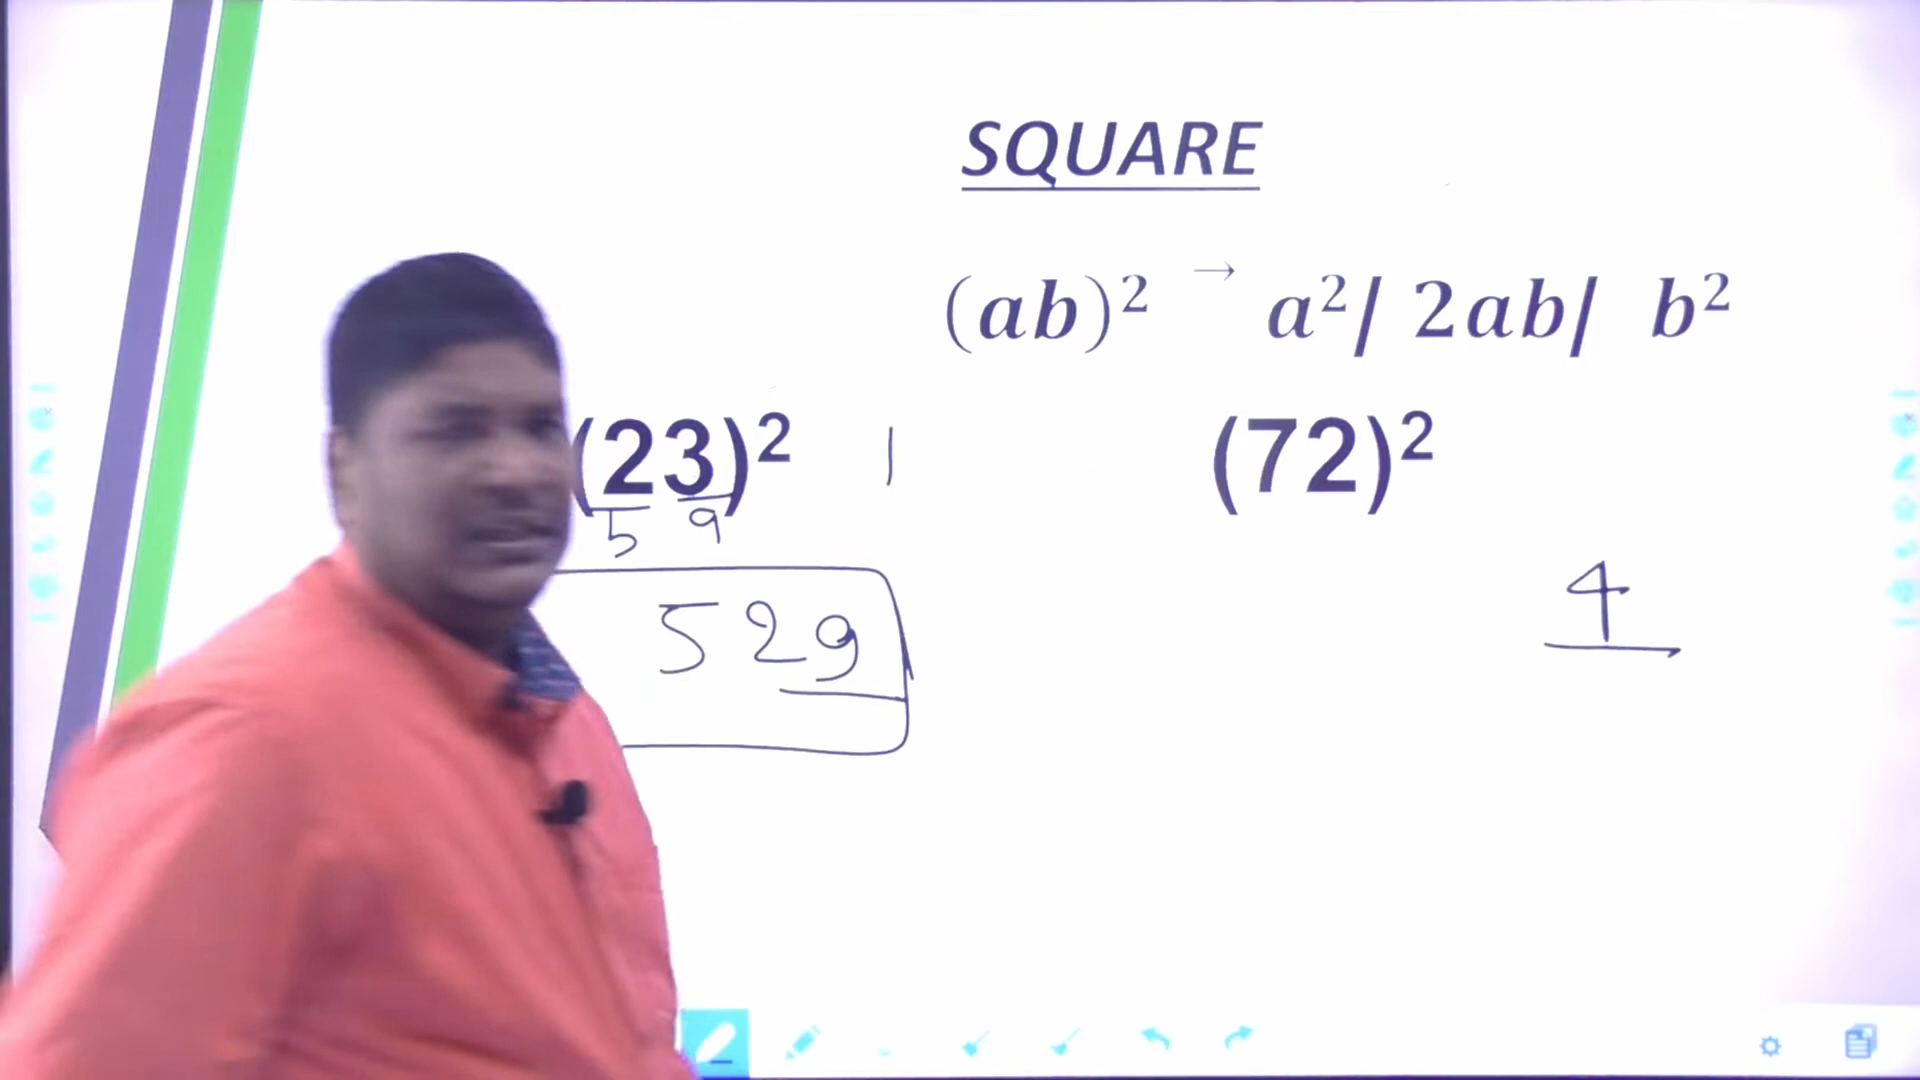 SQUARE
(ab)² → a²/ 2ab/ b²
(23)² | (72)²
5 9
529
4